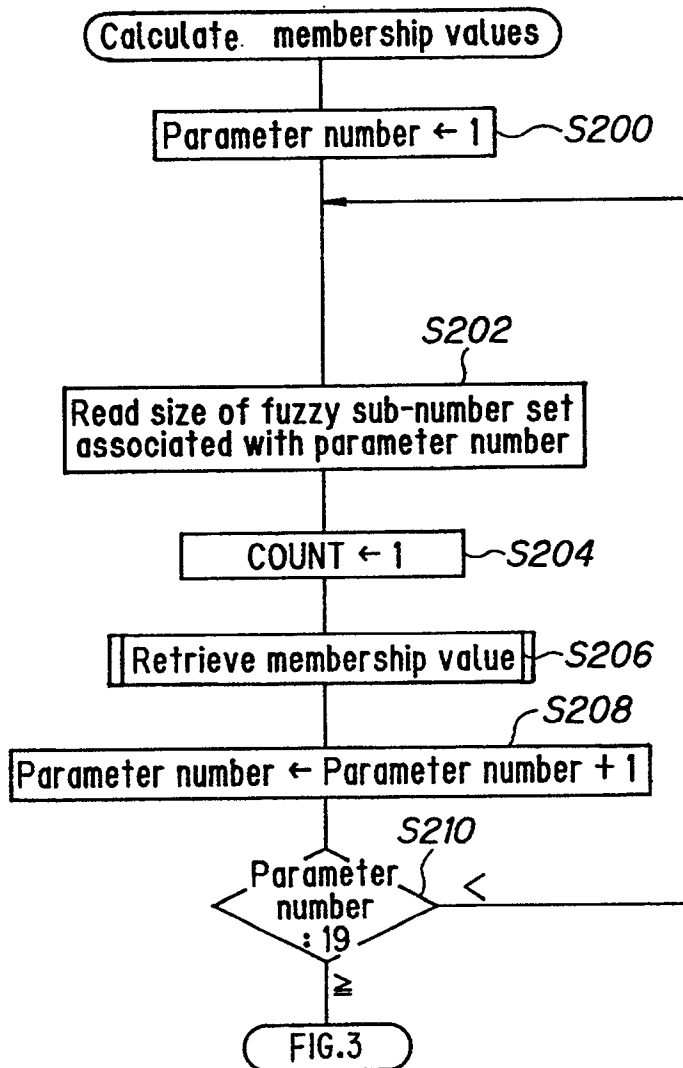 Calculate membership values
Parameter number ← 1
S200
S202
Read size of fuzzy sub-number set
associated with parameter number
COUNT ← 1
S204
Retrieve membership value
S206
S208
Parameter number ← Parameter number + 1
S210
Parameter
number
: 19
<
≧
FIG.3